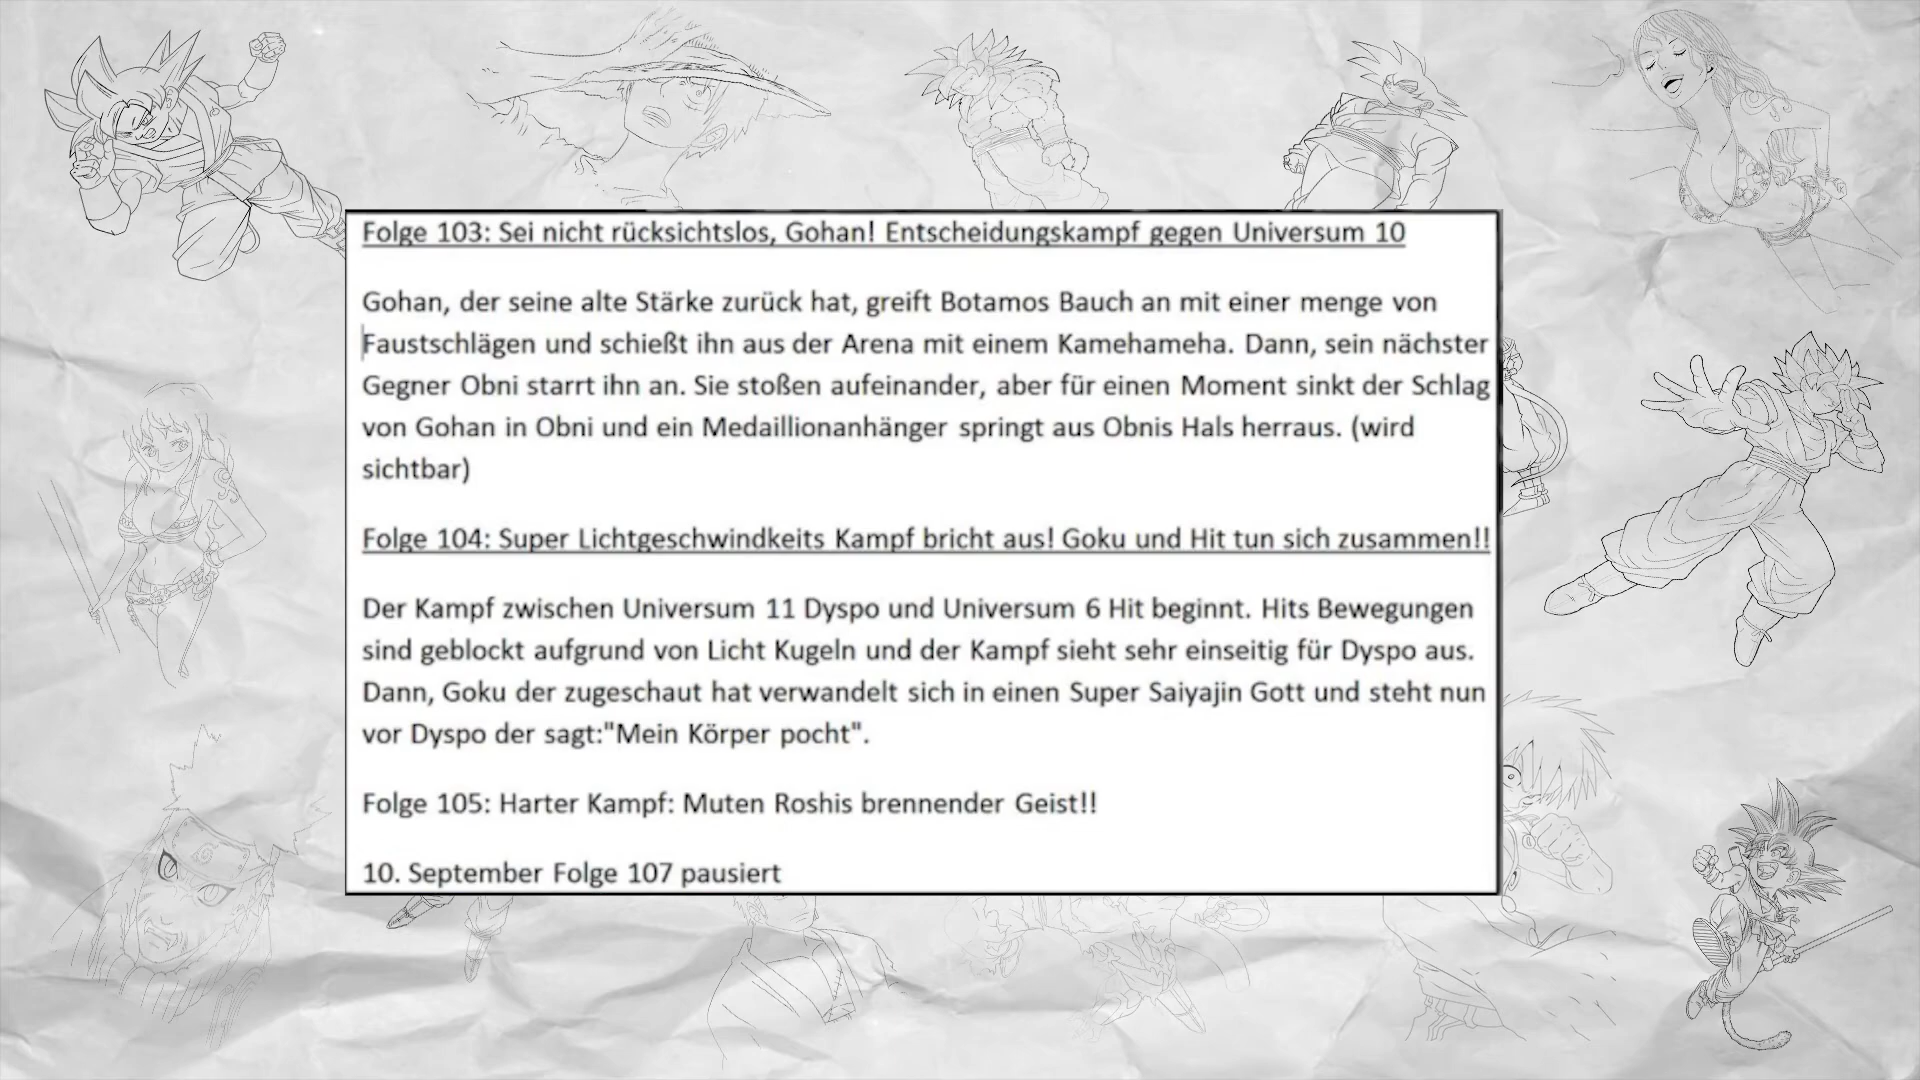 Folge 103: Sei nicht rücksichtslos, Gohan! Entscheidungskampf gegen Universum 10
Gohan, der seine alte Stärke zurück hat, greift Botamos Bauch an mit einer menge von
Faustschlägen und schießt ihn aus der Arena mit einem Kamehameha. Dann, sein nächster
Gegner Obni starrt ihn an. Sie stoßen aufeinander, aber für einen Moment sinkt der Schlag
von Gohan in Obni und ein Medaillionanhänger springt aus Obnis Hals herraus. (wird
sichtbar)
Folge 104: Super Lichtgeschwindkeits Kampf bricht aus! Goku und Hit tun sich zusammen!!
Der Kampf zwischen Universum 11 Dyspo und Universum 6 Hit beginnt. Hits Bewegungen
sind geblockt aufgrund von Licht Kugeln und der Kampf sieht sehr einseitig für Dyspo aus.
Dann, Goku der zugeschaut hat verwandelt sich in einen Super Saiyajin Gott und steht nun
vor Dyspo der sagt:"Mein Körper pocht".
Folge 105: Harter Kampf: Muten Roshis brennender Geist!!
10. September Folge 107 pausiert